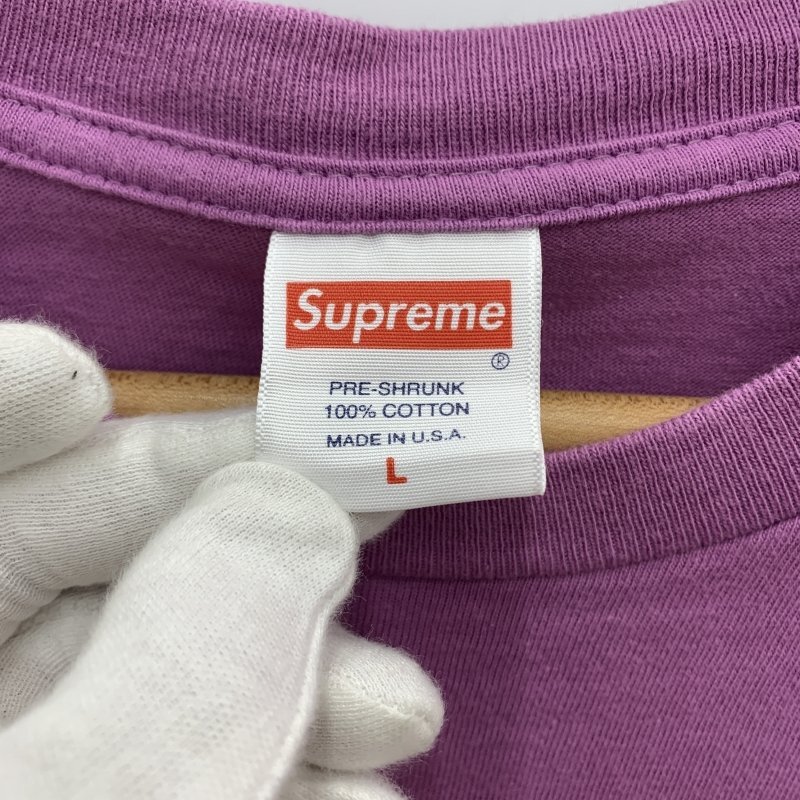 Supreme
®
PRE-SHRUNK
100% COTTON
MADE IN U.S.A.
L